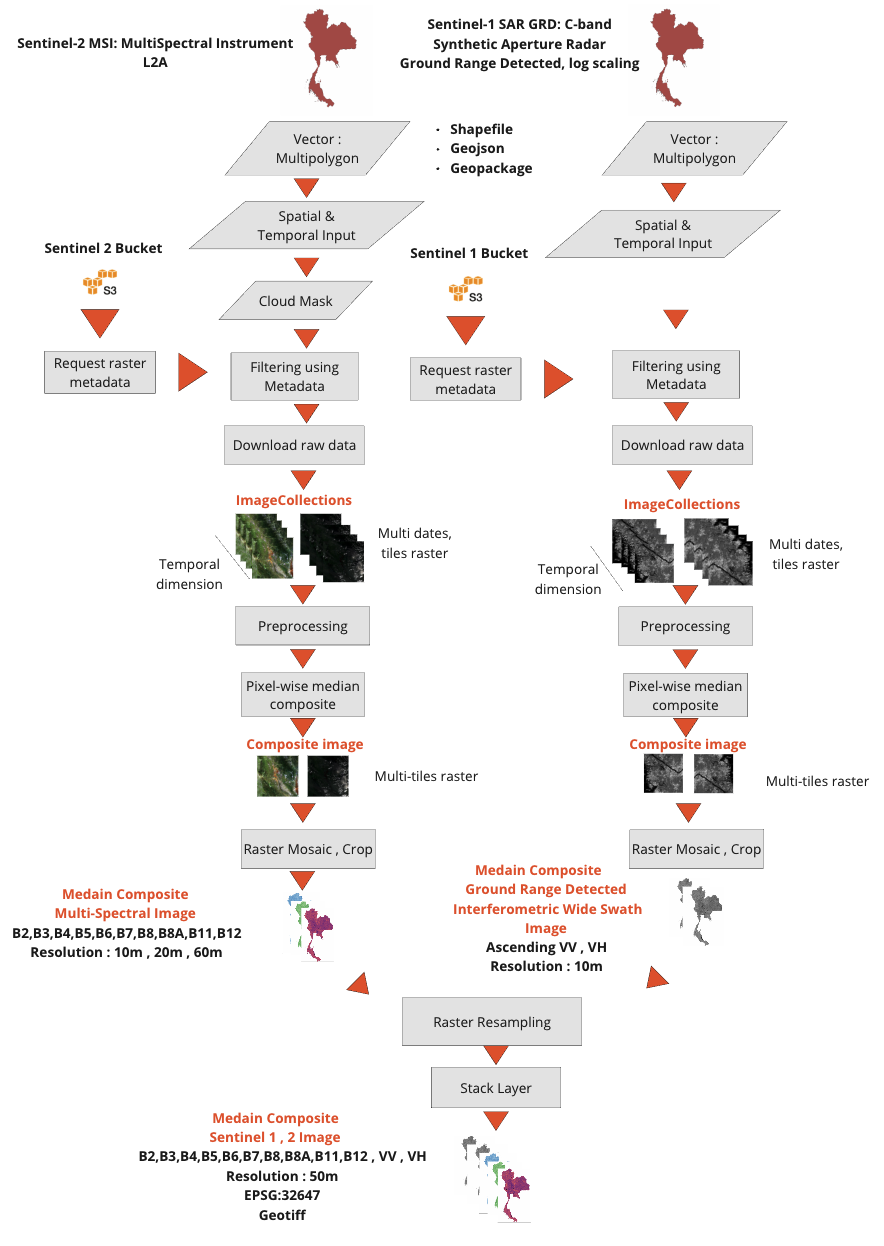 Sentinel-2 MSI: MultiSpectral Instrument
L2A
Sentinel-1 SAR GRD: C-band
Synthetic Aperture Radar
Ground Range Detected, log scaling
Vector :
Multipolygon
· Shapefile
· Geojson
· Geopackage
Vector :
Multipolygon
Spatial &
Temporal Input
Spatial &
Temporal Input
Sentinel 2 Bucket
S3
Cloud Mask
Sentinel 1 Bucket
S3
Request raster
metadata
Filtering using
Metadata
Request raster
metadata
Filtering using
Metadata
Download raw data
Download raw data
ImageCollections
Multi dates,
tiles raster
Temporal
dimension
ImageCollections
Multi dates,
tiles raster
Temporal
dimension
Preprocessing
Preprocessing
Pixel-wise median
composite
Pixel-wise median
composite
Composite image
Multi-tiles raster
Composite image
Multi-tiles raster
Raster Mosaic , Crop
Raster Mosaic , Crop
Medain Composite
Multi-Spectral Image
B2,B3,B4,B5,B6,B7,B8,B8A,B11,B12
Resolution : 10m , 20m , 60m
Medain Composite
Ground Range Detected
Interferometric Wide Swath
Image
Ascending VV , VH
Resolution : 10m
Raster Resampling
Stack Layer
Medain Composite
Sentinel 1 , 2 Image
B2,B3,B4,B5,B6,B7,B8,B8A,B11,B12 , VV , VH
Resolution : 50m
EPSG:32647
Geotiff